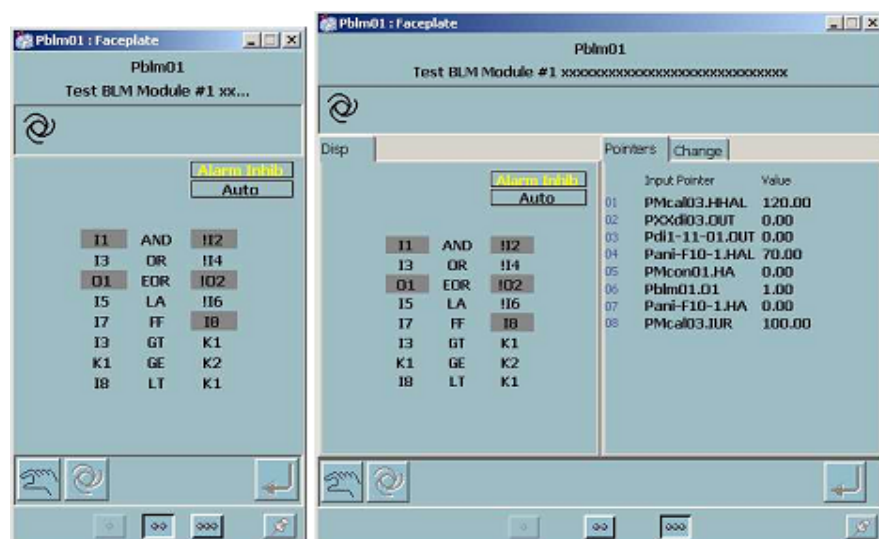 Pblm01 : Faceplate
Pblm01
Test BLM Module #1 xx...
Alarm Inhib
Auto
I1 AND !I2
I3 OR !I4
O1 EOR !O2
I5 LA !I6
I7 FF I8
I3 GT K1
K1 GE K2
I8 LT K1
Pblm01 : Faceplate
Pblm01
Test BLM Module #1 xxxxxxxxxxxxxxxxxxxxxxxxxxxxxx
Disp
Alarm Inhib
Auto
I1 AND !I2
I3 OR !I4
O1 EOR !O2
I5 LA !I6
I7 FF I8
I3 GT K1
K1 GE K2
I8 LT K1
Pointers Change
Input Pointer Value
01 PMcal03.HHAL 120.00
02 PXXdi03.OUT 0.00
03 Pdi1-11-01.OUT 0.00
04 Pani-F10-1.HAL 70.00
05 PMcon01.HA 0.00
06 Pblm01.O1 1.00
07 Pani-F10-1.HA 0.00
08 PMcal03.IUR 100.00